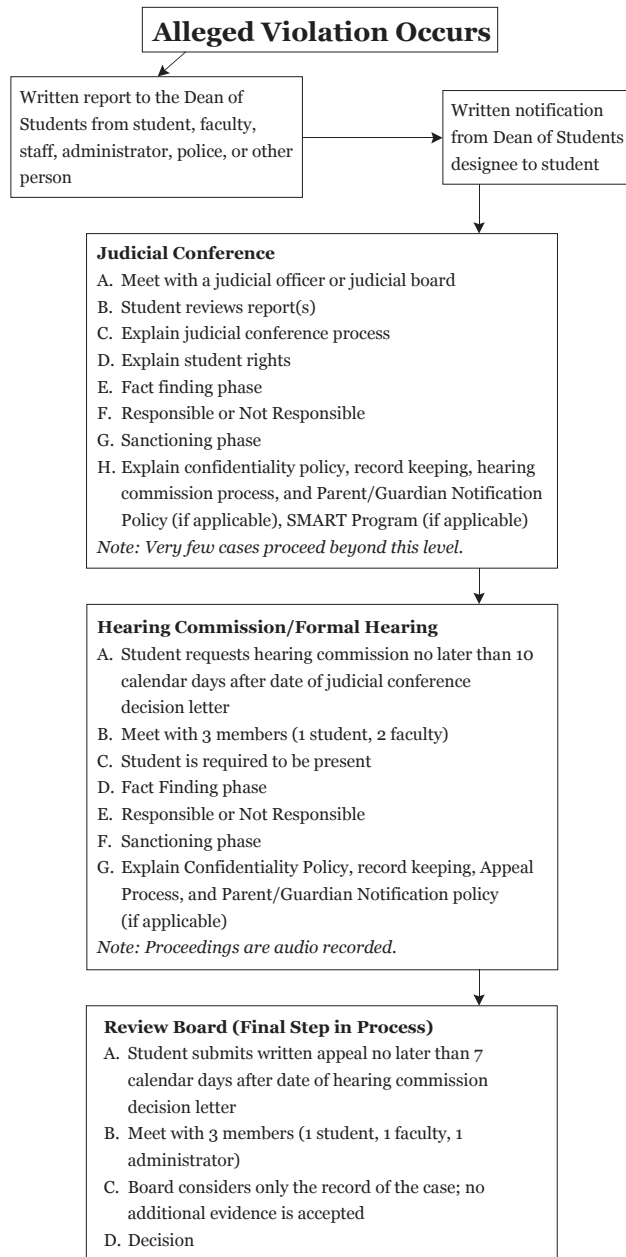 Alleged Violation Occurs
Written report to the Dean of
Students from student, faculty,
staff, administrator, police, or other
person
Written notification
from Dean of Students
designee to student
Judicial Conference
A. Meet with a judicial officer or judicial board
B. Student reviews report(s)
C. Explain judicial conference process
D. Explain student rights
E. Fact finding phase
F. Responsible or Not Responsible
G. Sanctioning phase
H. Explain confidentiality policy, record keeping, hearing
commission process, and Parent/Guardian Notification
Policy (if applicable), SMART Program (if applicable)
Note: Very few cases proceed beyond this level.
Hearing Commission/Formal Hearing
A. Student requests hearing commission no later than 10
calendar days after date of judicial conference
decision letter
B. Meet with 3 members (1 student, 2 faculty)
C. Student is required to be present
D. Fact Finding phase
E. Responsible or Not Responsible
F. Sanctioning phase
G. Explain Confidentiality Policy, record keeping, Appeal
Process, and Parent/Guardian Notification policy
(if applicable)
Note: Proceedings are audio recorded.
Review Board (Final Step in Process)
A. Student submits written appeal no later than 7
calendar days after date of hearing commission
decision letter
B. Meet with 3 members (1 student, 1 faculty, 1
administrator)
C. Board considers only the record of the case; no
additional evidence is accepted
D. Decision